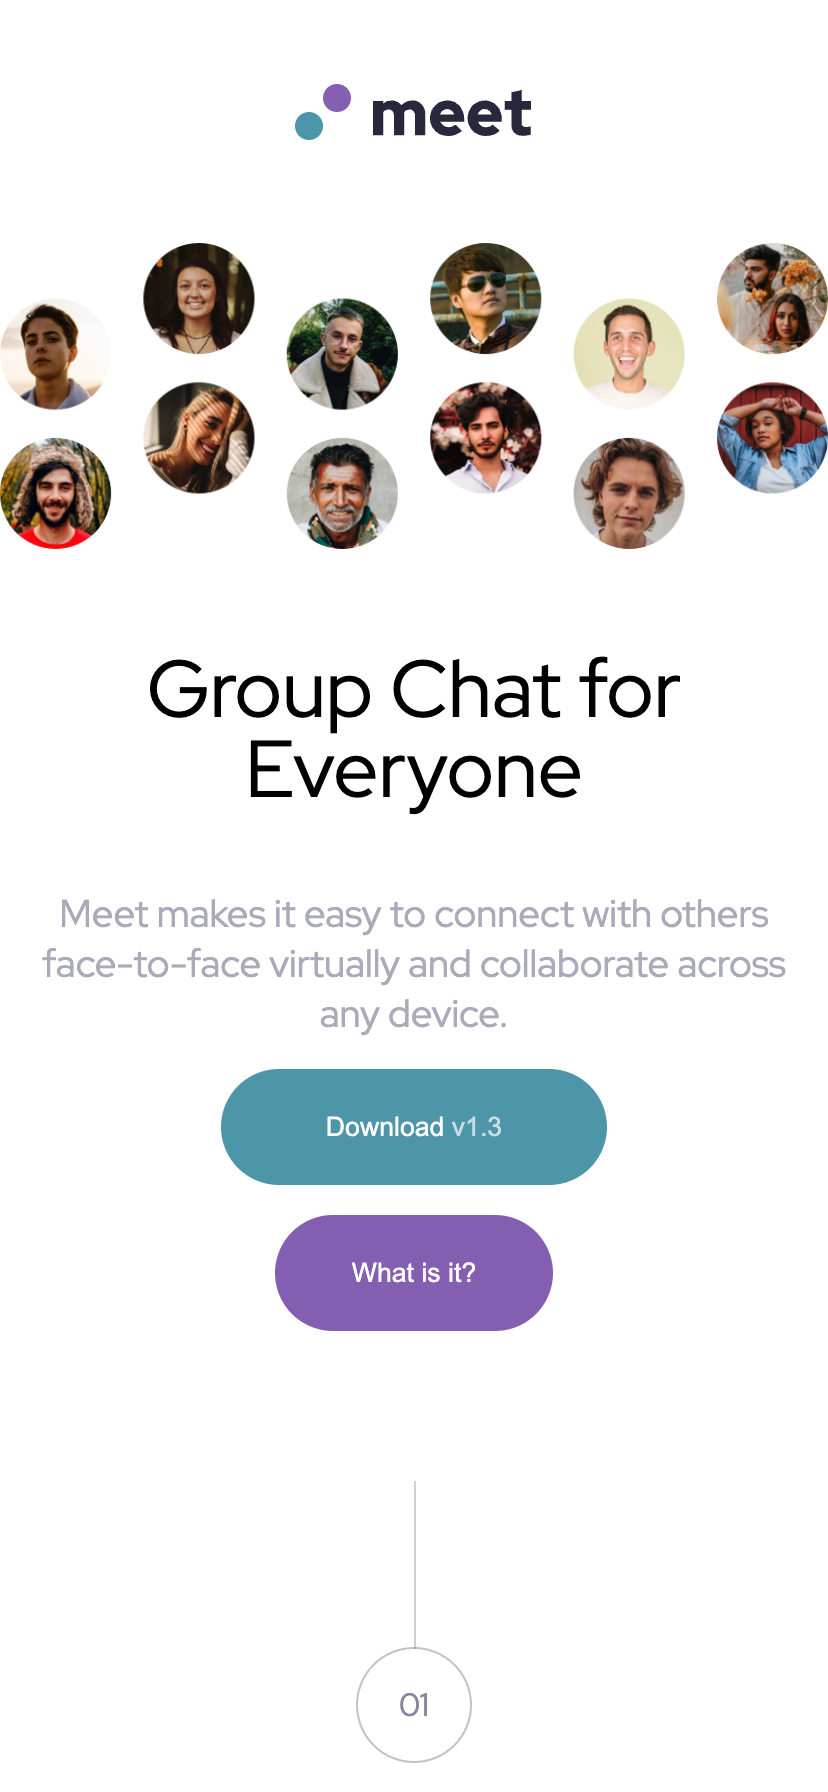 meet
Group Chat for
Everyone
Meet makes it easy to connect with others
face-to-face virtually and collaborate across
any device.
Download v1.3
What is it?
01